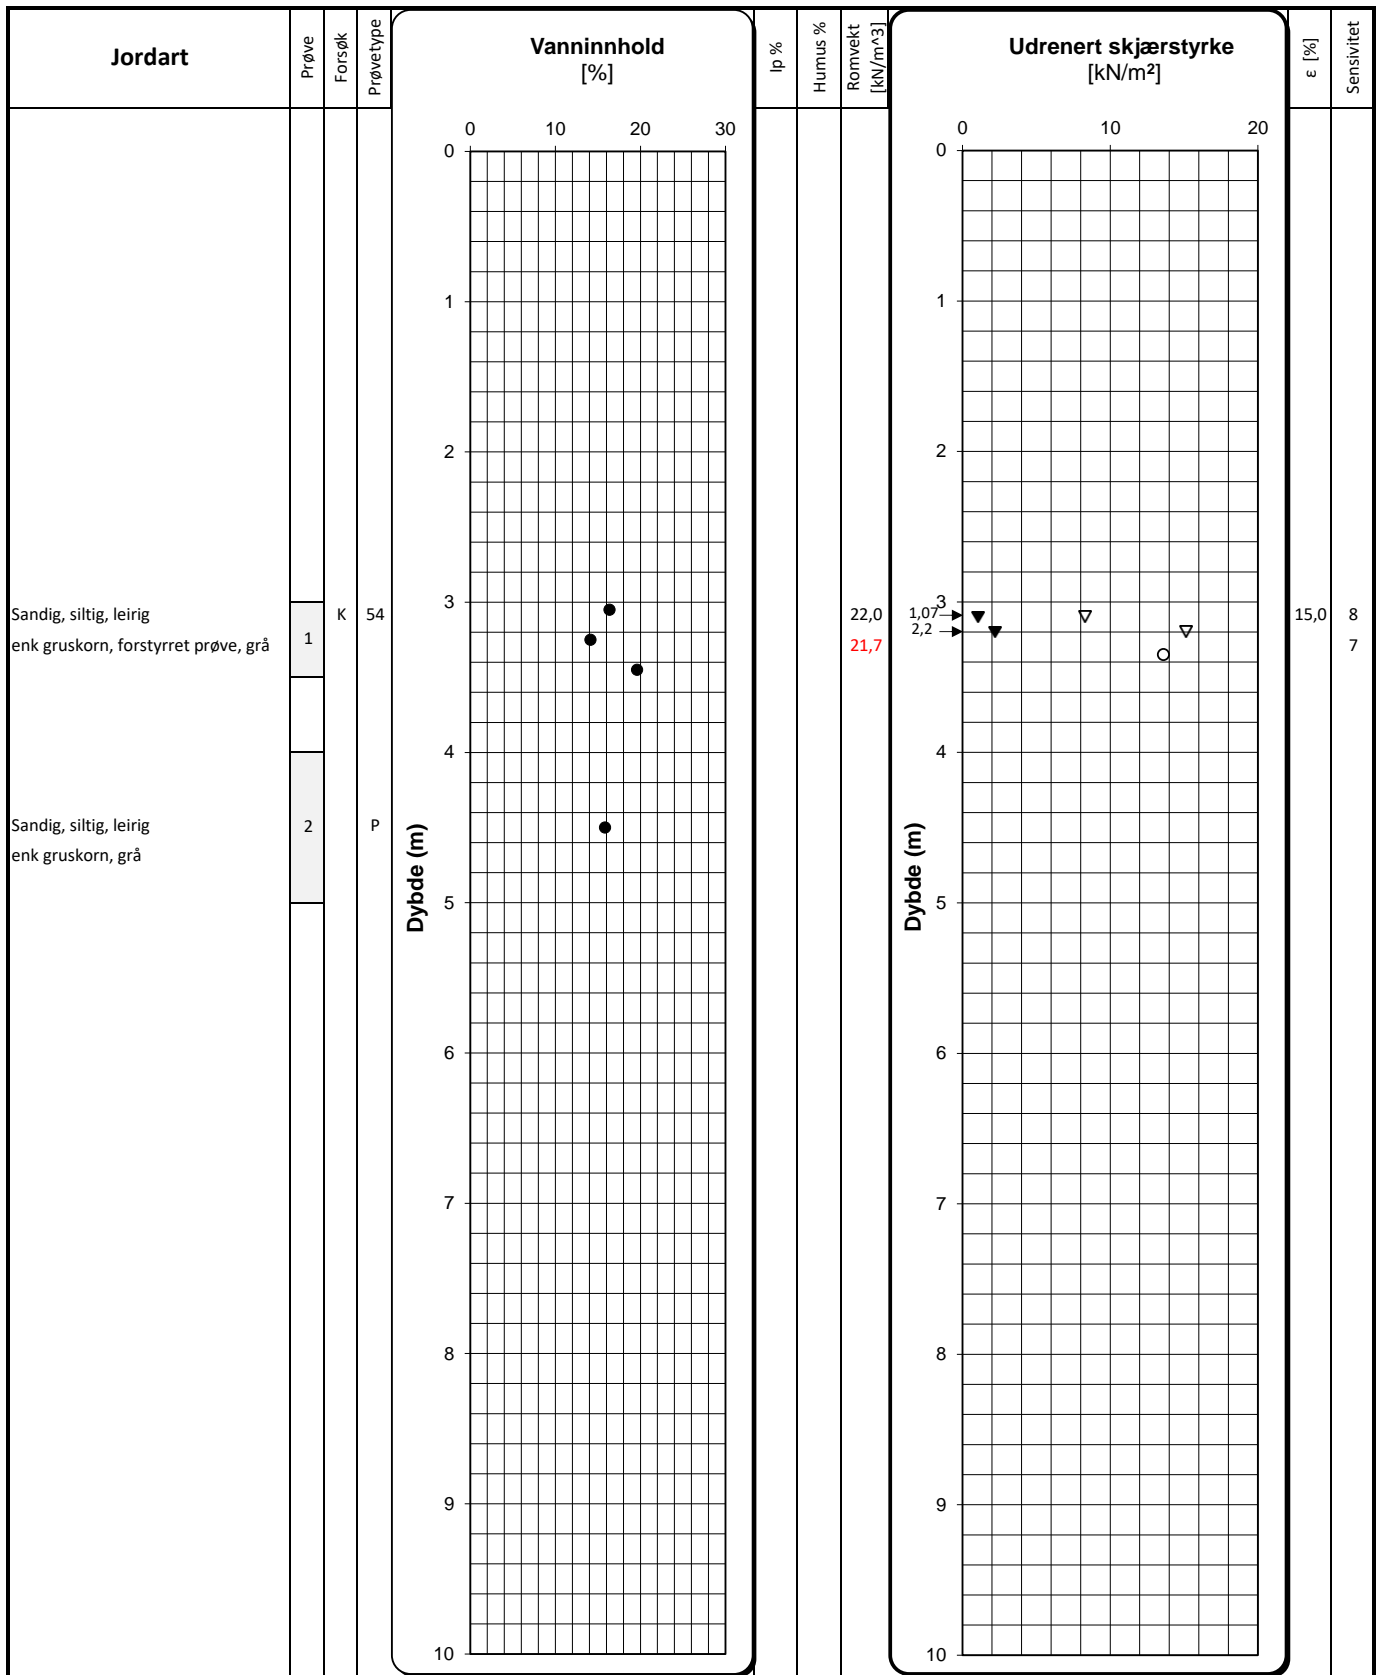 Jordart
Prøve
Forsøk
Prøvetype
Vanninnhold
[%]
Ip %
Humus %
Romvekt
[kN/m^3]
Udrenert skjærstyrke
[kN/m²]
ε [%]
Sensivitet
0 10 20 30
0 10 20
0
1
2
3
4
5
6
7
8
9
10
Dybde (m)
0
1
2
3
4
5
6
7
8
9
10
Dybde (m)
Sandig, siltig, leirig K 54 22,0 1,07 15,0 8
enk gruskorn, forstyrret prøve, grå 1 21,7 2,2 7
Sandig, siltig, leirig 2 P
enk gruskorn, grå